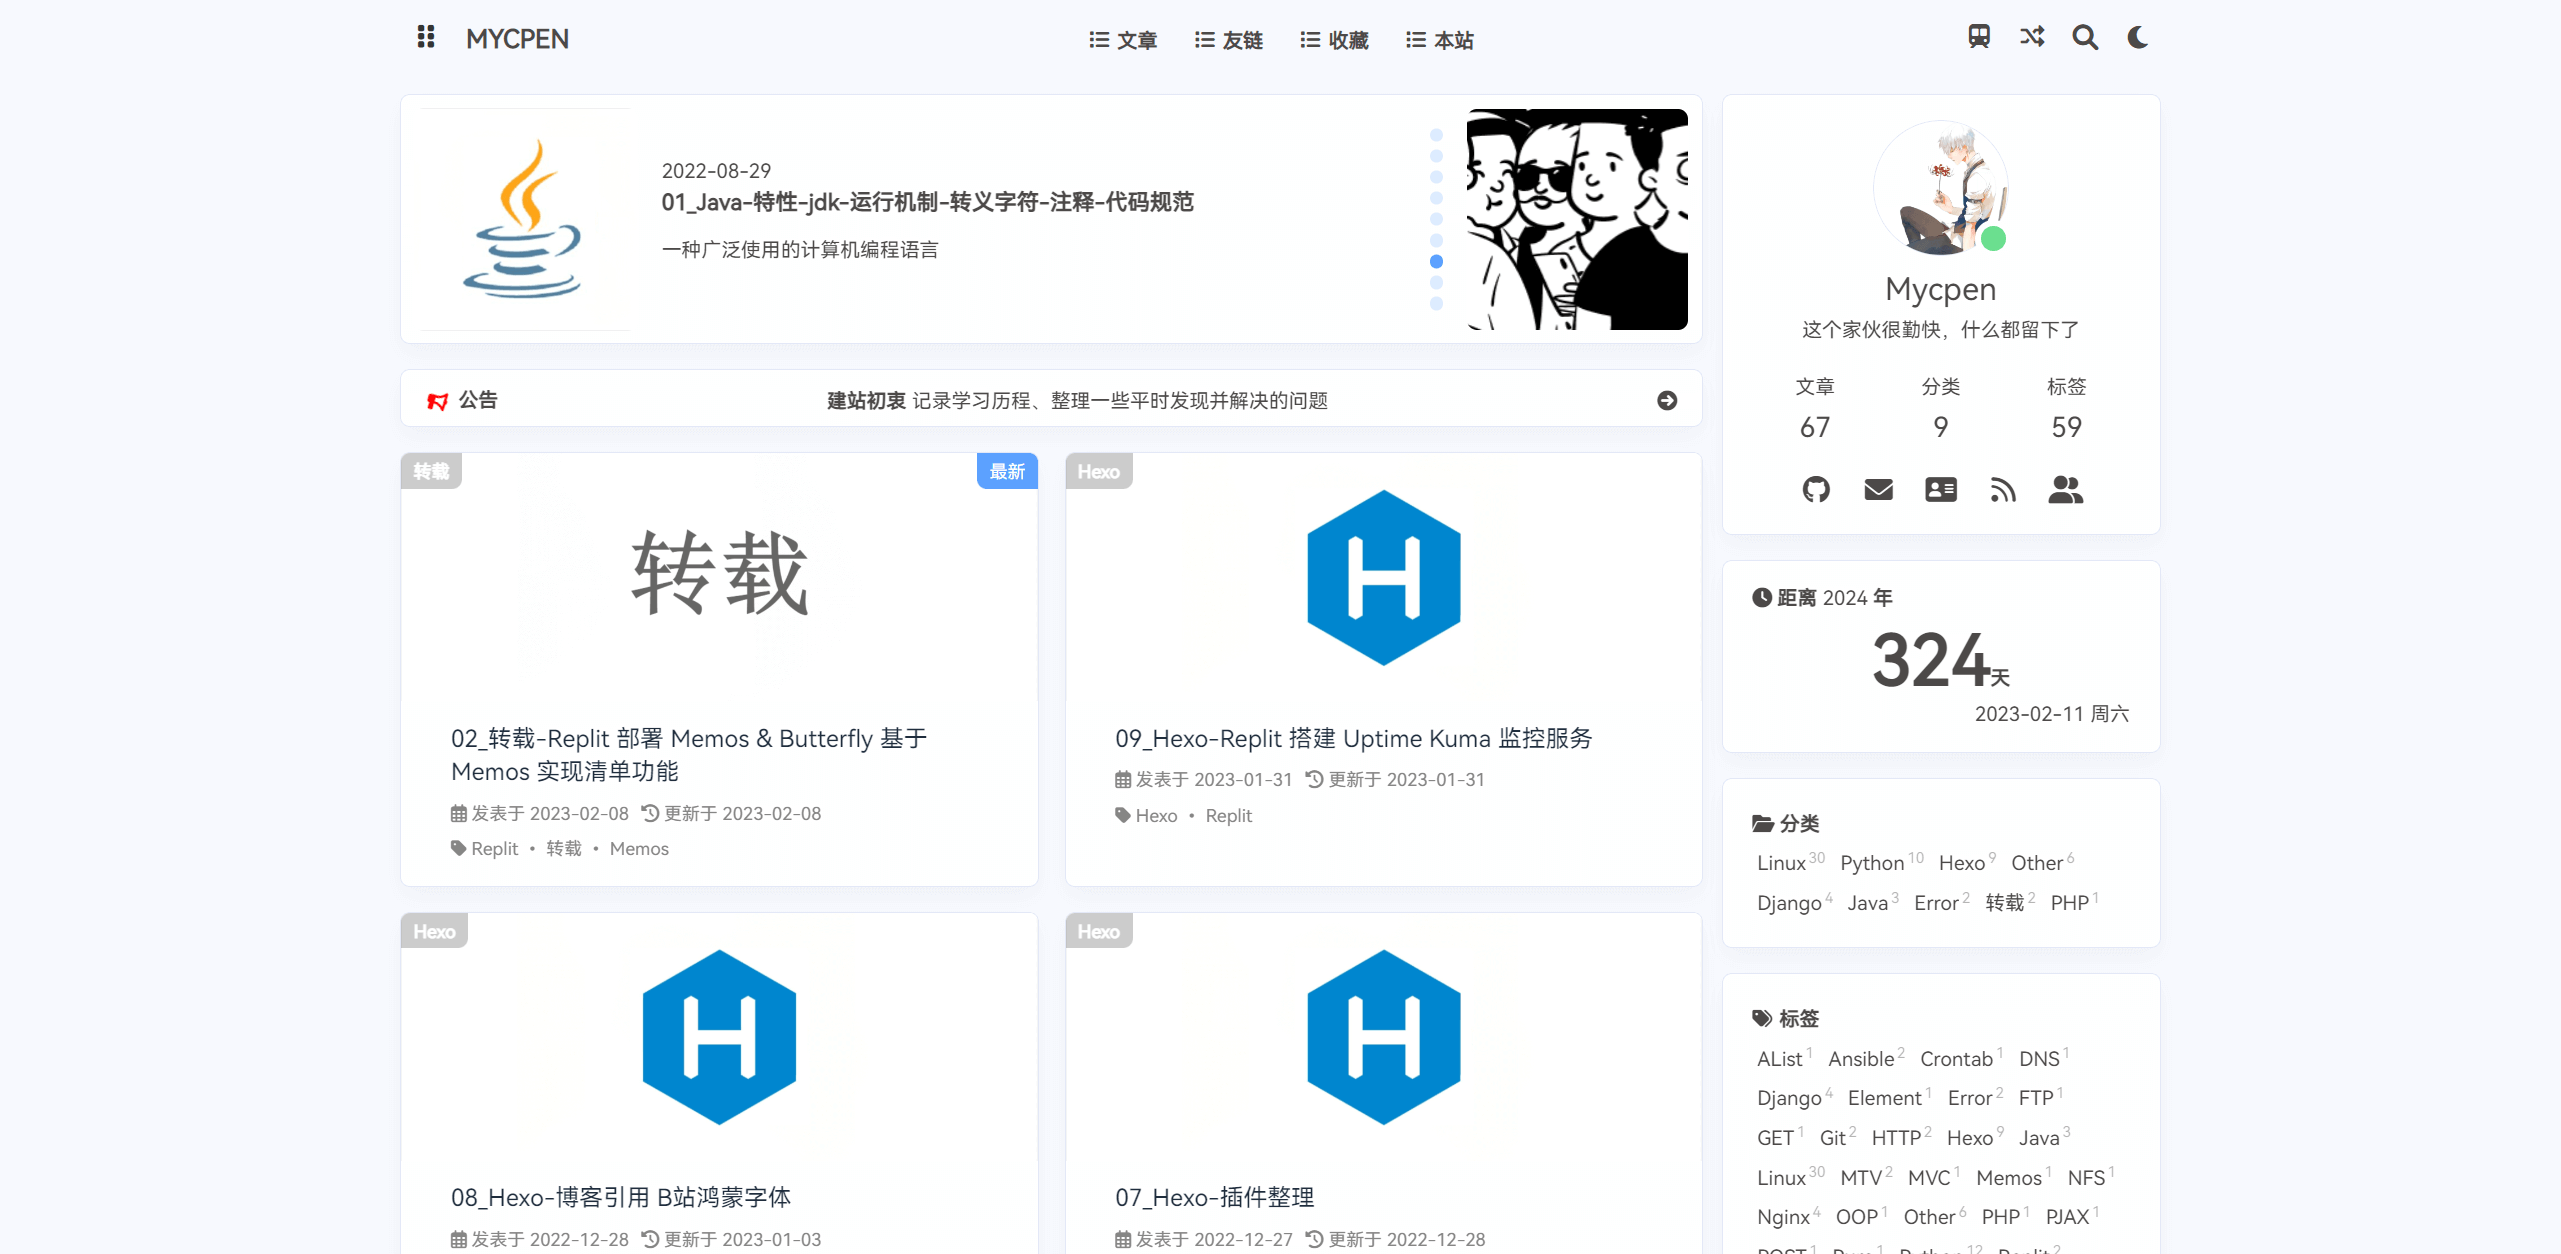 MYCPEN
文章 友链 收藏 本站
2022-08-29
01_Java-特性-jdk-运行机制-转义字符-注释-代码规范
一种广泛使用的计算机编程语言
公告
建站初衷 记录学习历程、整理一些平时发现并解决的问题
转载
最新
转载
02_转载-Replit 部署 Memos & Butterfly 基于
Memos 实现清单功能
发表于 2023-02-08 更新于 2023-02-08
Replit • 转载 • Memos
Hexo
09_Hexo-Replit 搭建 Uptime Kuma 监控服务
发表于 2023-01-31 更新于 2023-01-31
Hexo • Replit
Hexo
08_Hexo-博客引用 B站鸿蒙字体
发表于 2022-12-28 更新于 2023-01-03
Hexo
07_Hexo-插件整理
发表于 2022-12-27 更新于 2022-12-28
Mycpen
这个家伙很勤快，什么都留下了
文章 分类 标签
67 9 59
距离 2024 年
324天
2023-02-11 周六
分类
Linux 30 Python 10 Hexo 9 Other 6
Django 4 Java 3 Error 2 转载 2 PHP 1
标签
AList 1 Ansible 2 Crontab 1 DNS 1
Django 4 Element 1 Error 2 FTP 1
GET 1 Git 2 HTTP 2 Hexo 9 Java 3
Linux 30 MTV 2 MVC 1 Memos 1 NFS 1
Nginx 4 OOP 1 Other 6 PHP 1 PJAX 1